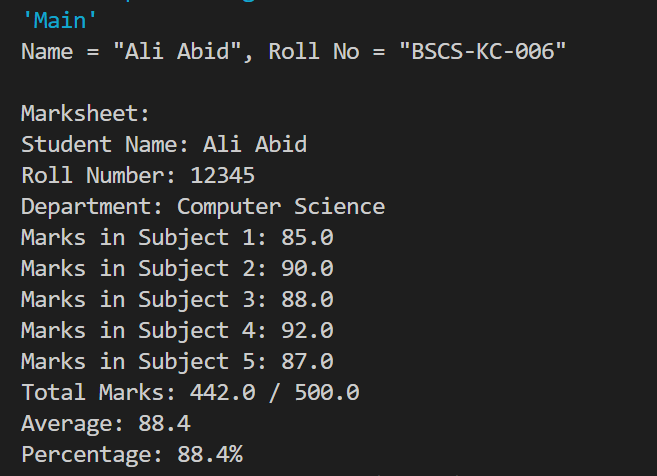 'Main'
Name = "Ali Abid", Roll No = "BSCS-KC-006"
Marksheet:
Student Name: Ali Abid
Roll Number: 12345
Department: Computer Science
Marks in Subject 1: 85.0
Marks in Subject 2: 90.0
Marks in Subject 3: 88.0
Marks in Subject 4: 92.0
Marks in Subject 5: 87.0
Total Marks: 442.0 / 500.0
Average: 88.4
Percentage: 88.4%